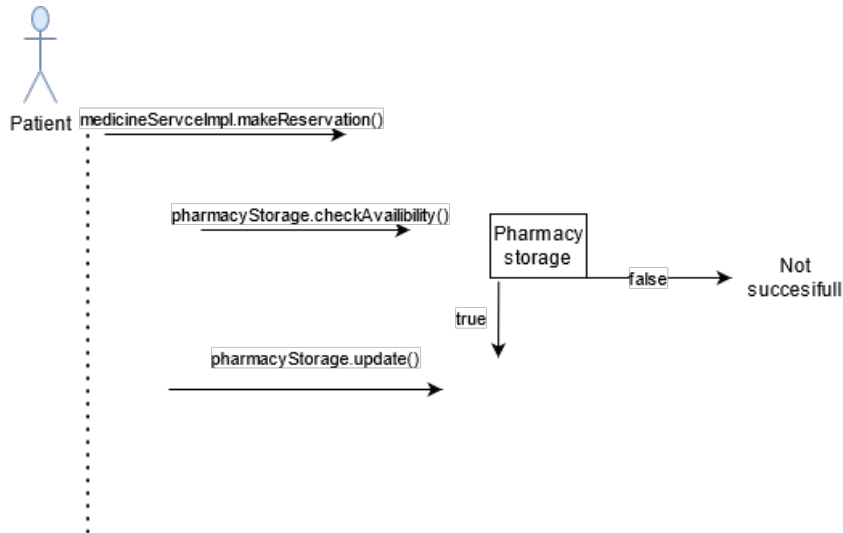 Patient
medicineServceImpl.makeReservation()
pharmacyStorage.checkAvailibility()
Pharmacy
storage
false
Not
succesifull
true
pharmacyStorage.update()